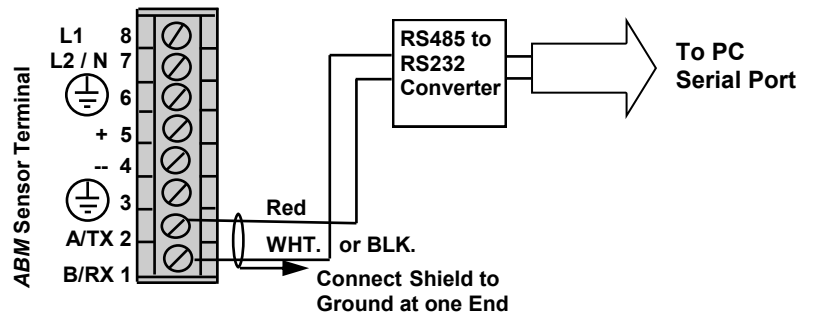 ABM Sensor Terminal
L1 8
L2 / N 7
6
+ 5
-- 4
3
A/TX 2
B/RX 1
Red
WHT. or BLK.
Connect Shield to
Ground at one End
RS485 to
RS232
Converter
To PC
Serial Port